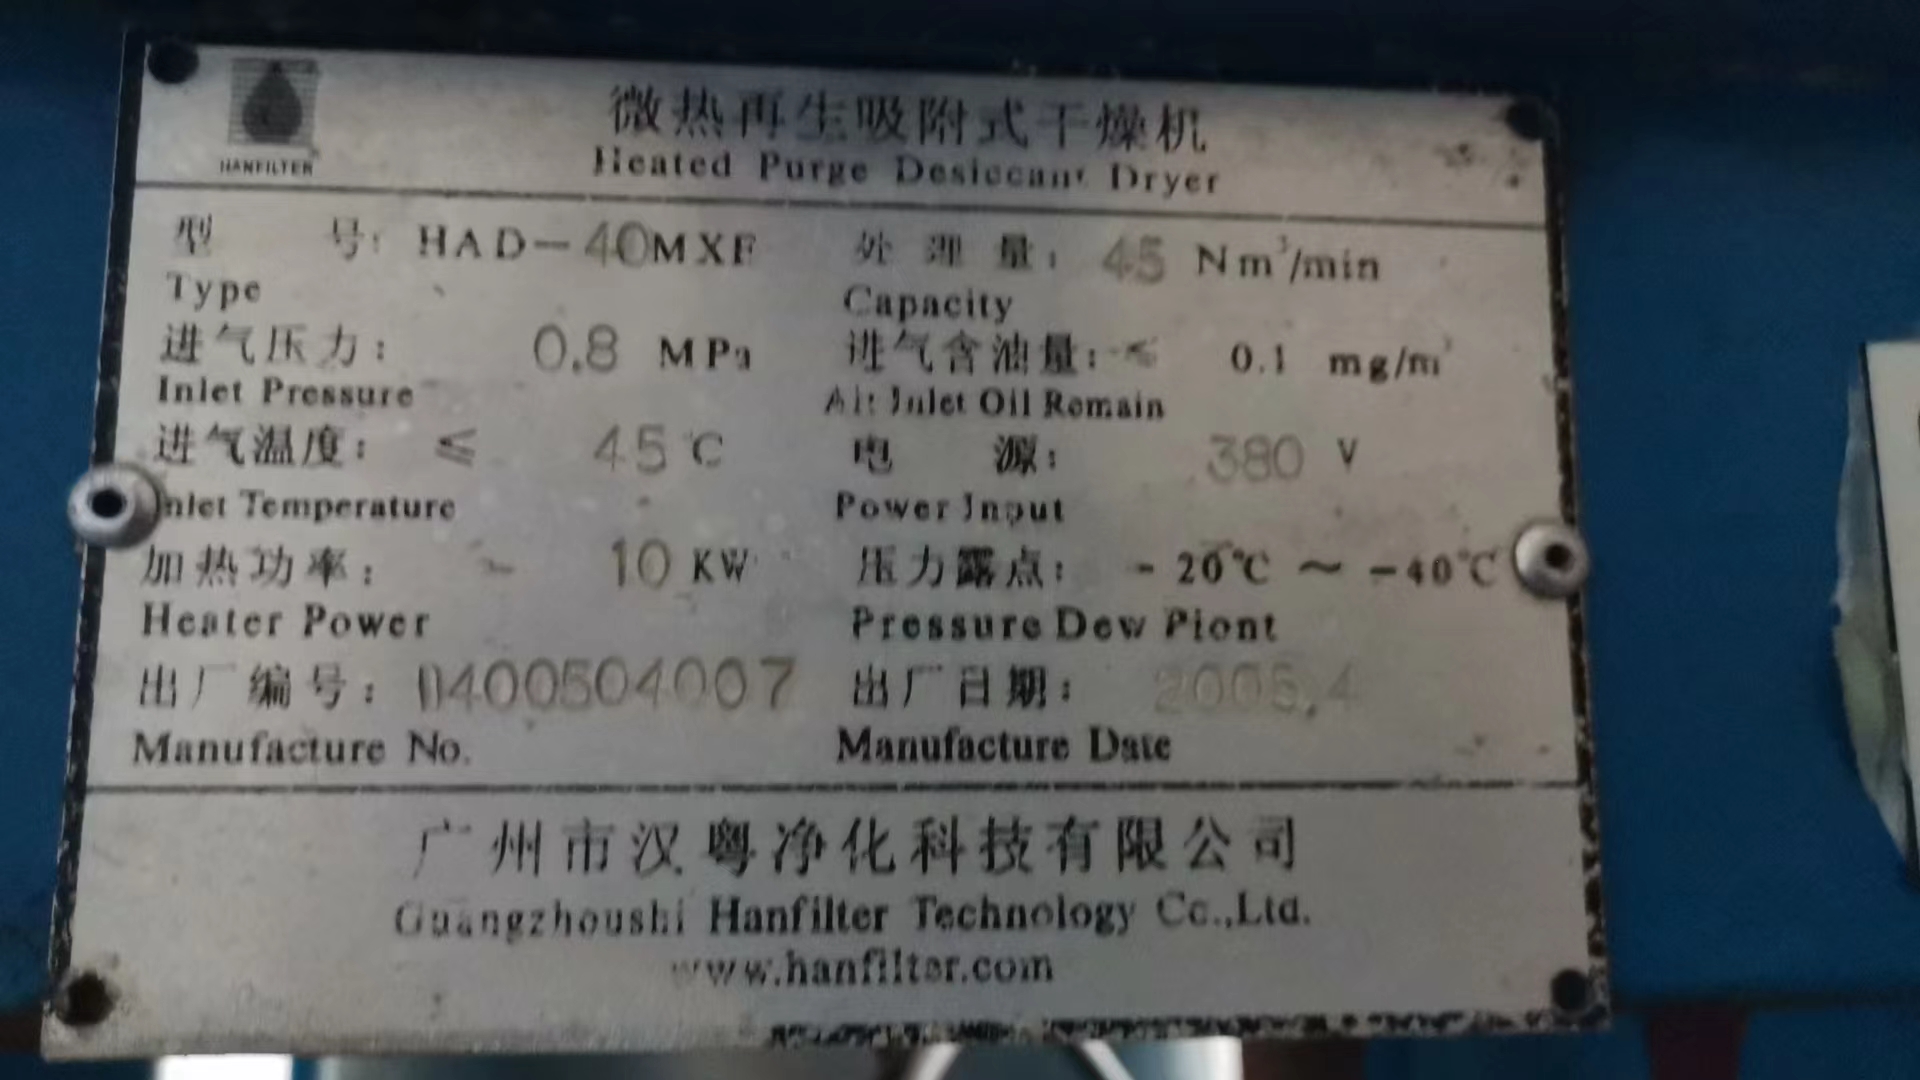 HANFILTER
微热再生吸附式干燥机
Heated Purge Desiccant Dryer
型 号: HAD-40MXF 处理量: 45 Nm³/min
Type Capacity
进气压力: 0.8 MPa 进气含油量: ≤ 0.1 mg/m³
Inlet Pressure Air Inlet Oil Remain
进气温度: ≤ 45℃ 电 源: 380 V
Inlet Temperature Power Input
加热功率: ~ 10 KW 压力露点: -20℃ ~ -40℃
Heater Power Pressure Dew Piont
出厂编号: 0400504007 出厂日期: 2005.4
Manufacture No. Manufacture Date
广州市汉粤净化科技有限公司
Guangzhoushi Hanfilter Technology Co.,Ltd.
www.hanfilter.com